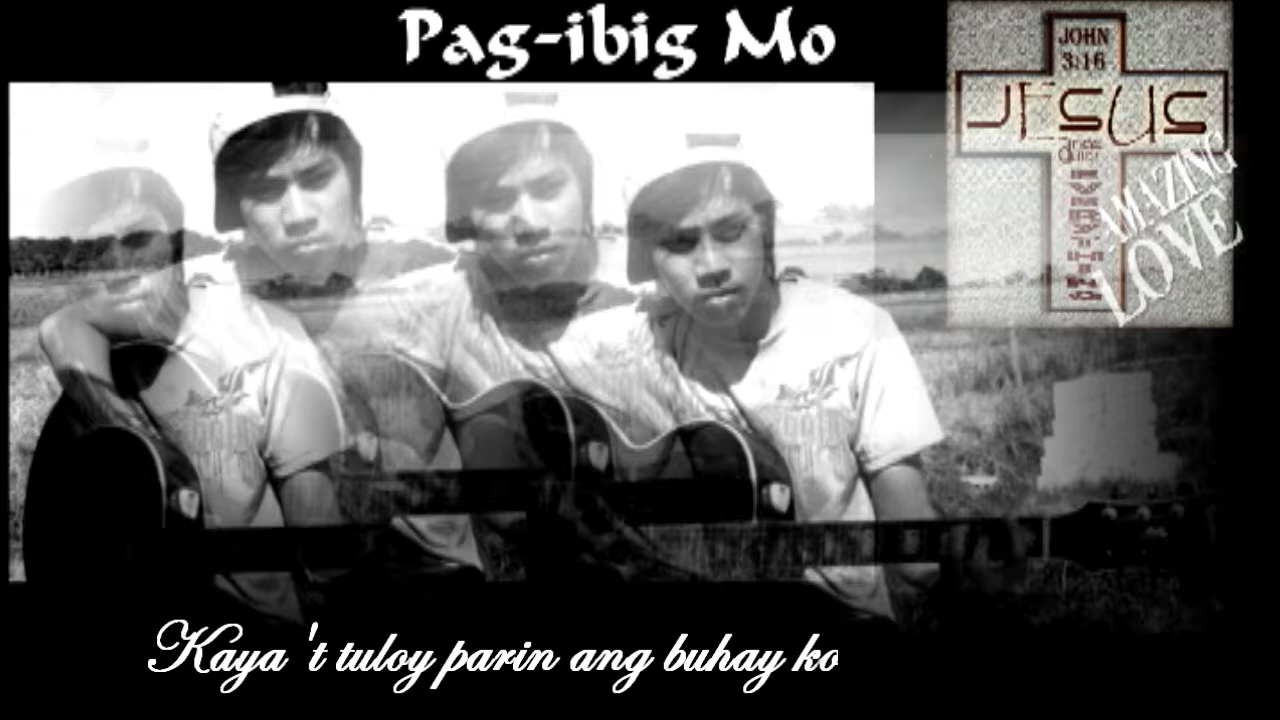 Pag-ibig Mo
JOHN
3:16
JESUS
AMAZING
LOVE
Kaya 't tuloy parin ang buhay ko